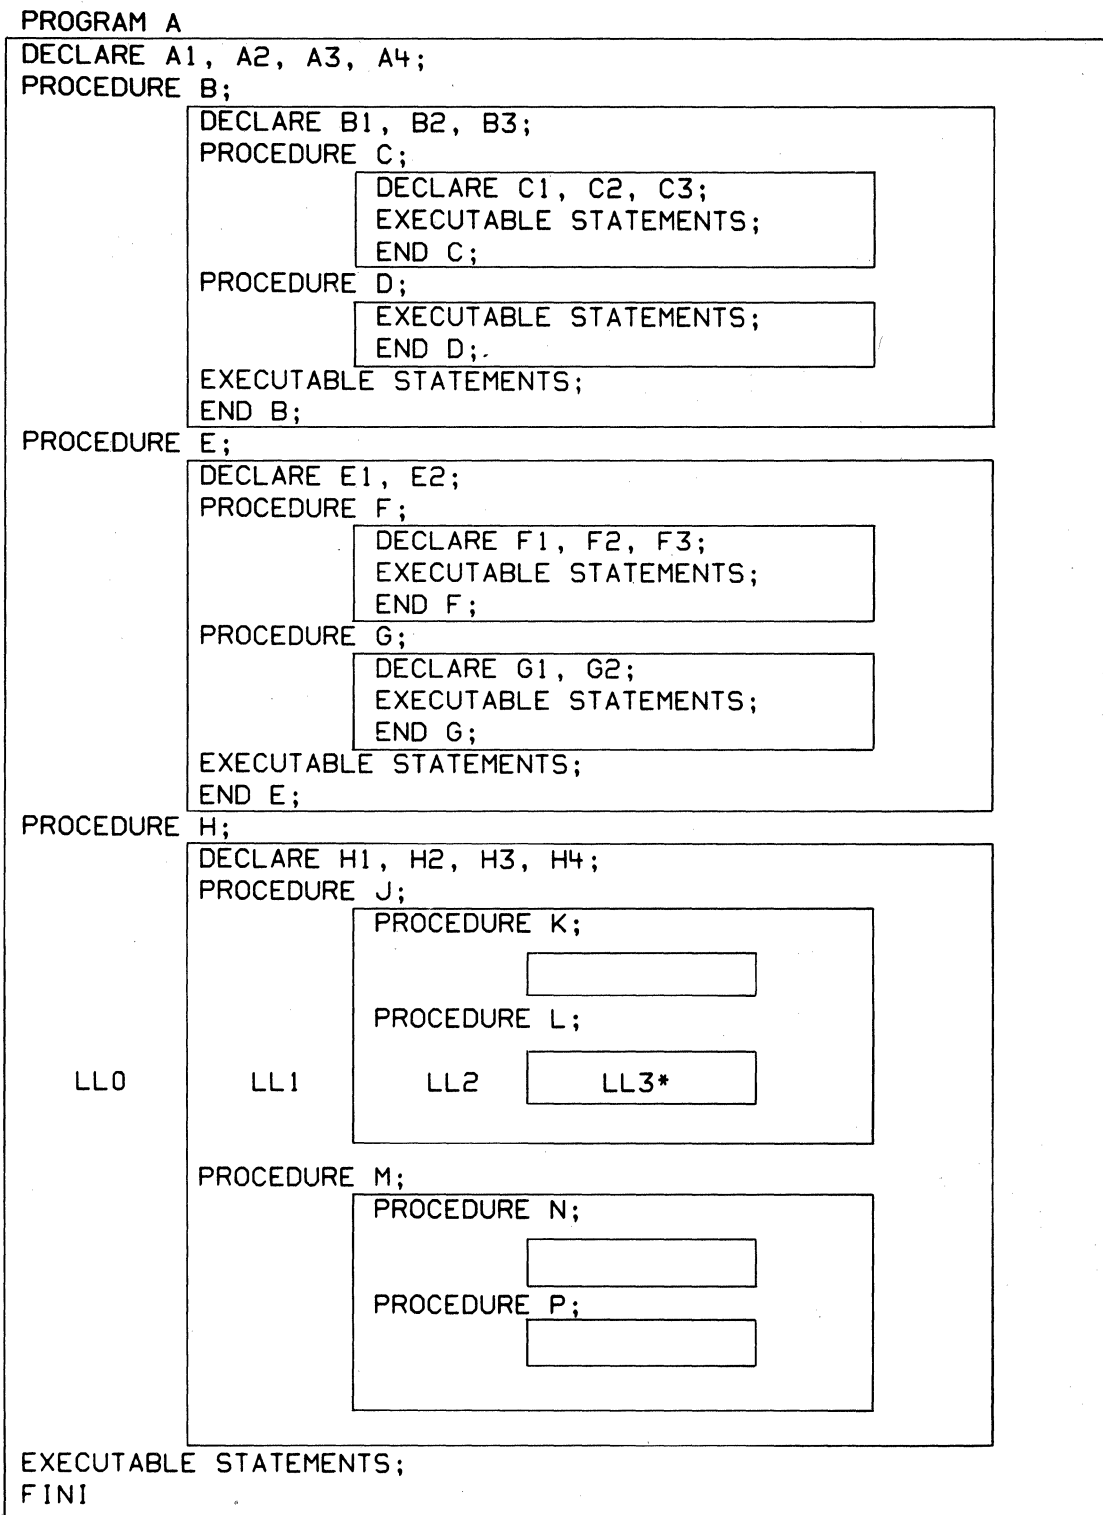 PROGRAM A
DECLARE A1, A2, A3, A4;
PROCEDURE B;
DECLARE B1, B2, B3;
PROCEDURE C;
DECLARE C1, C2, C3;
EXECUTABLE STATEMENTS;
END C;
PROCEDURE D;
EXECUTABLE STATEMENTS;
END D;
EXECUTABLE STATEMENTS;
END B;
PROCEDURE E;
DECLARE E1, E2;
PROCEDURE F;
DECLARE F1, F2, F3;
EXECUTABLE STATEMENTS;
END F;
PROCEDURE G;
DECLARE G1, G2;
EXECUTABLE STATEMENTS;
END G;
EXECUTABLE STATEMENTS;
END E;
PROCEDURE H;
DECLARE H1, H2, H3, H4;
PROCEDURE J;
PROCEDURE K;
PROCEDURE L;
LL0 LL1 LL2 LL3*
PROCEDURE M;
PROCEDURE N;
PROCEDURE P;
EXECUTABLE STATEMENTS;
FINI